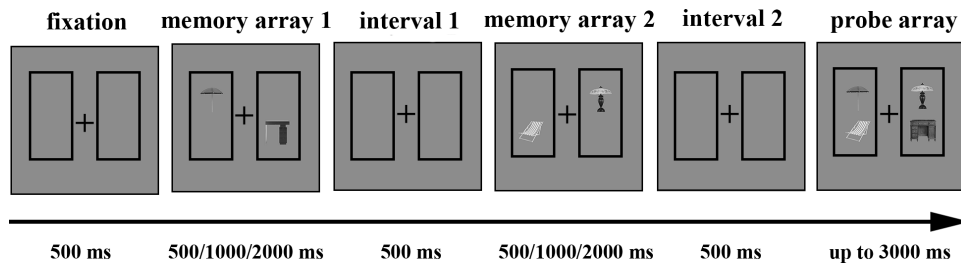 fixation memory array 1 interval 1 memory array 2 interval 2 probe array
500 ms 500/1000/2000 ms 500 ms 500/1000/2000 ms 500 ms up to 3000 ms